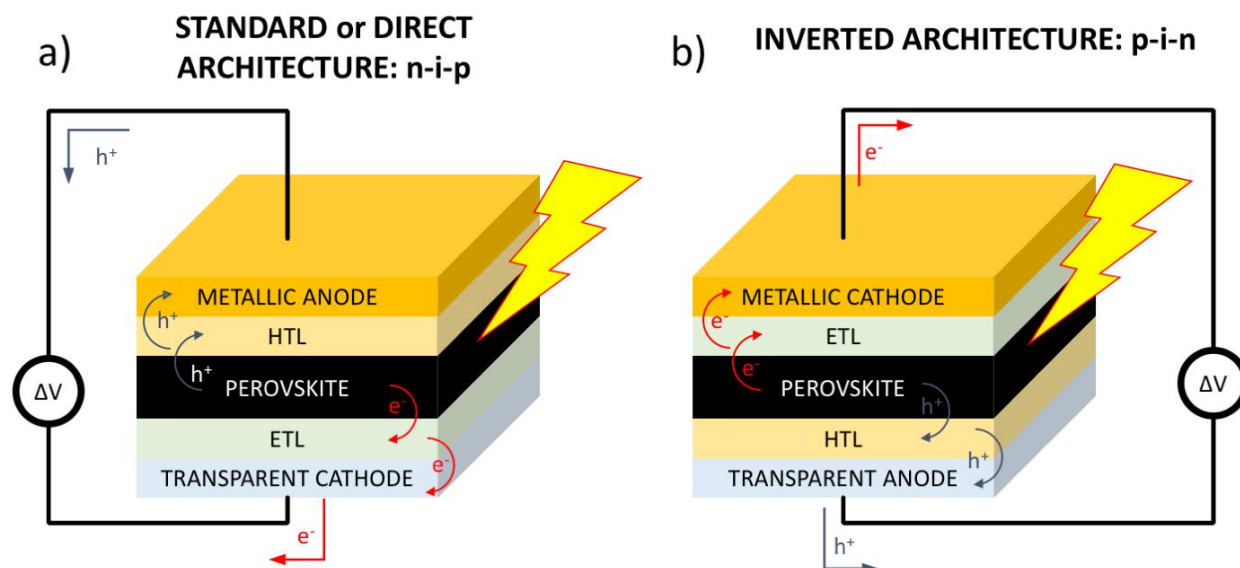 a)
STANDARD or DIRECT
ARCHITECTURE: n-i-p
h⁺
METALLIC ANODE
h⁺
HTL
h⁺
PEROVSKITE
e⁻
ETL
e⁻
TRANSPARENT CATHODE
ΔV
e⁻
b)
INVERTED ARCHITECTURE: p-i-n
e⁻
METALLIC CATHODE
e⁻
ETL
e⁻
PEROVSKITE
h⁺
HTL
h⁺
TRANSPARENT ANODE
ΔV
h⁺